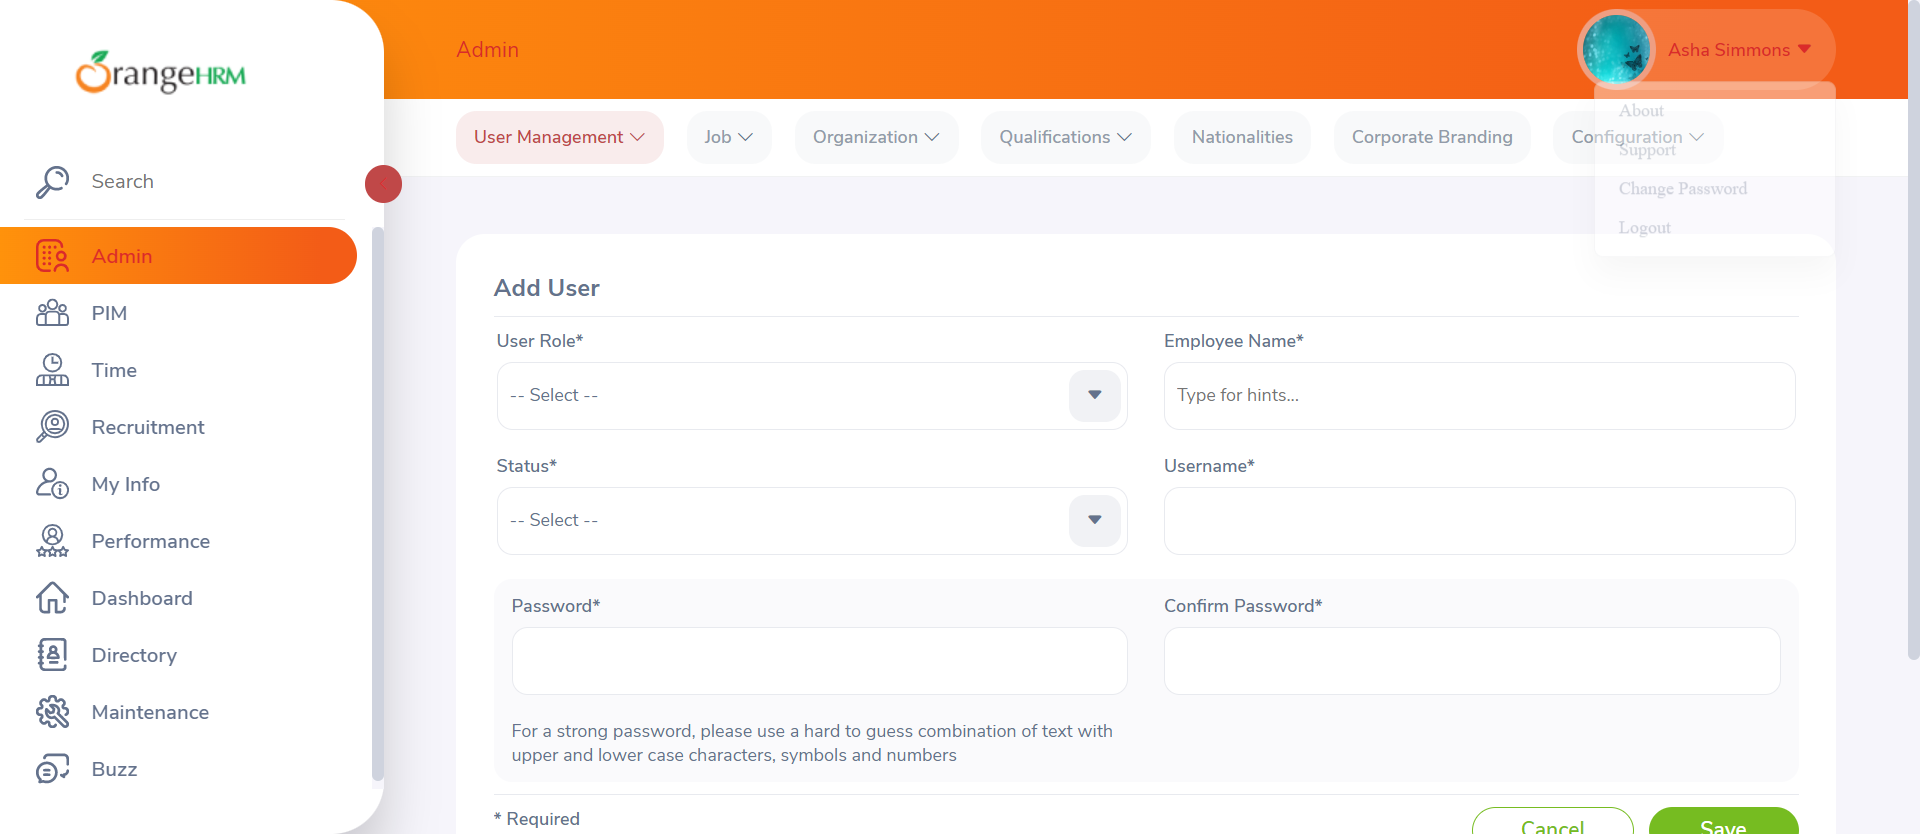 OrangeHRM
Admin
Asha Simmons
About
Support
Change Password
Logout
User Management
Job
Organization
Qualifications
Nationalities
Corporate Branding
Configuration
Search
Admin
PIM
Time
Recruitment
My Info
Performance
Dashboard
Directory
Maintenance
Buzz
Add User
User Role*
-- Select --
Employee Name*
Type for hints...
Status*
-- Select --
Username*
Password*
Confirm Password*
For a strong password, please use a hard to guess combination of text with
upper and lower case characters, symbols and numbers
* Required
Cancel
Save